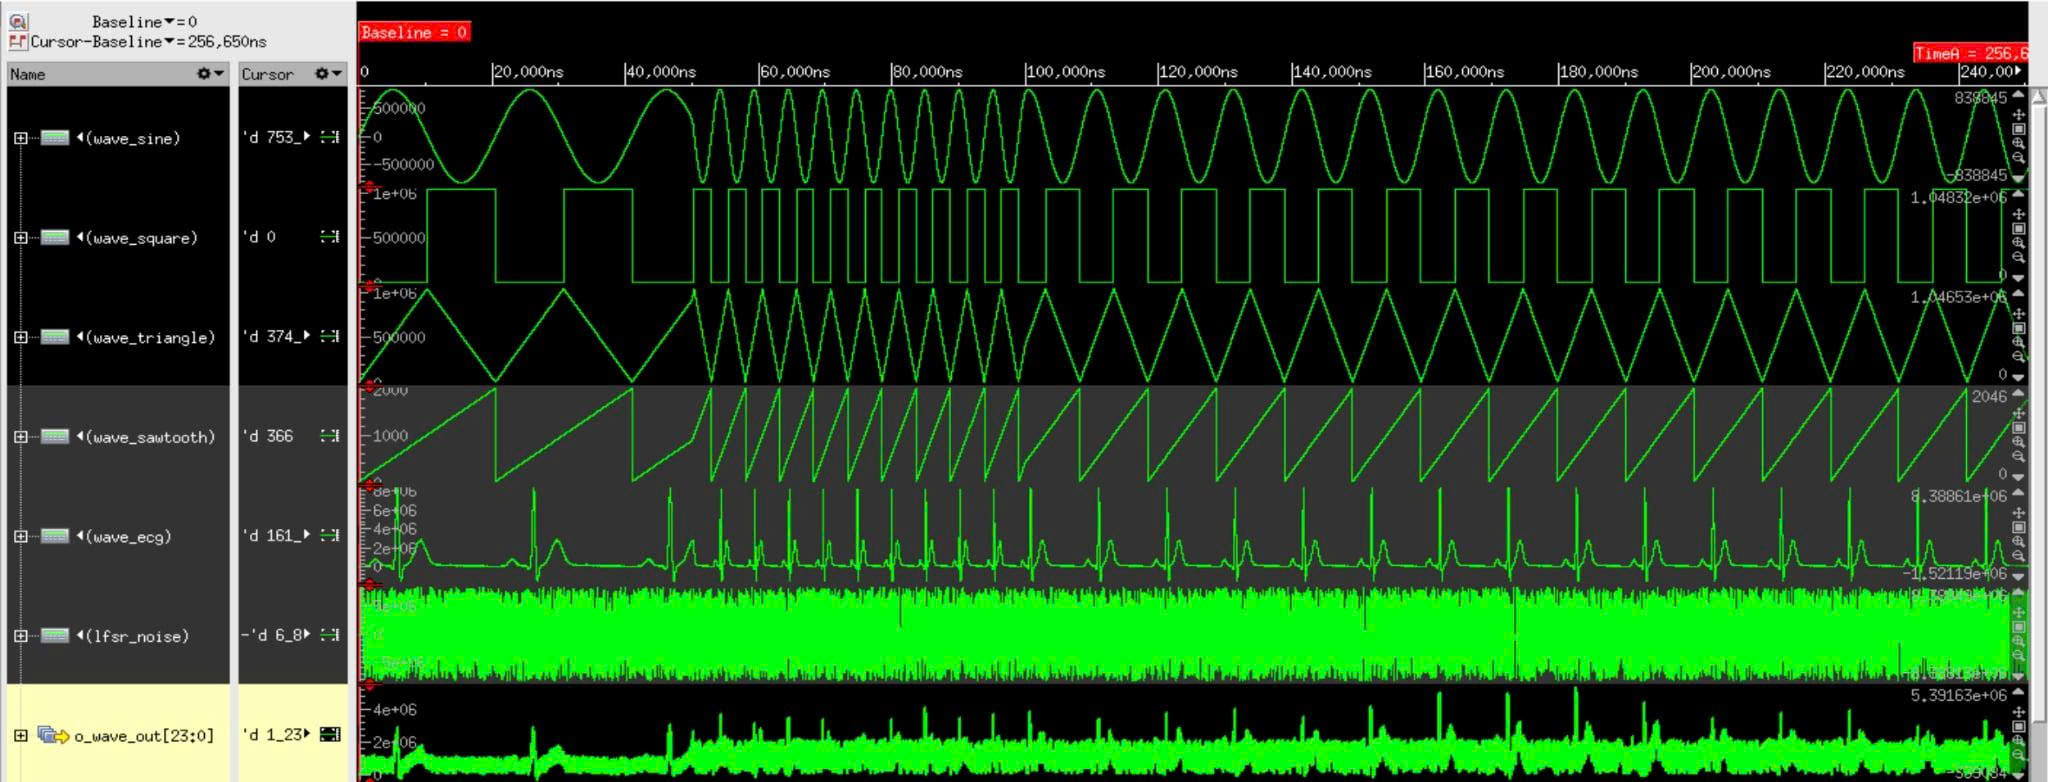 Baseline▼=0
Cursor-Baseline▼=256,650ns
Baseline = 0
TimeA = 256,6
Name
Cursor
0 20,000ns 40,000ns 60,000ns 80,000ns 100,000ns 120,000ns 140,000ns 160,000ns 180,000ns 200,000ns 220,000ns 240,00
(wave_sine) 'd 753_
500000
0
-500000
838845
-838845
(wave_square) 'd 0
1e+06
500000
1.04832e+06
0
(wave_triangle) 'd 374_
1e+06
500000
1.04653e+06
0
(wave_sawtooth) 'd 366
2000
1000
2046
0
(wave_ecg) 'd 161_
8e+06
6e+06
4e+06
2e+06
0
8.38861e+06
-1.52119e+06
(lfsr_noise) -'d 6_8
o_wave_out[23:0] 'd 1_23
4e+06
2e+06
0
5.39163e+06